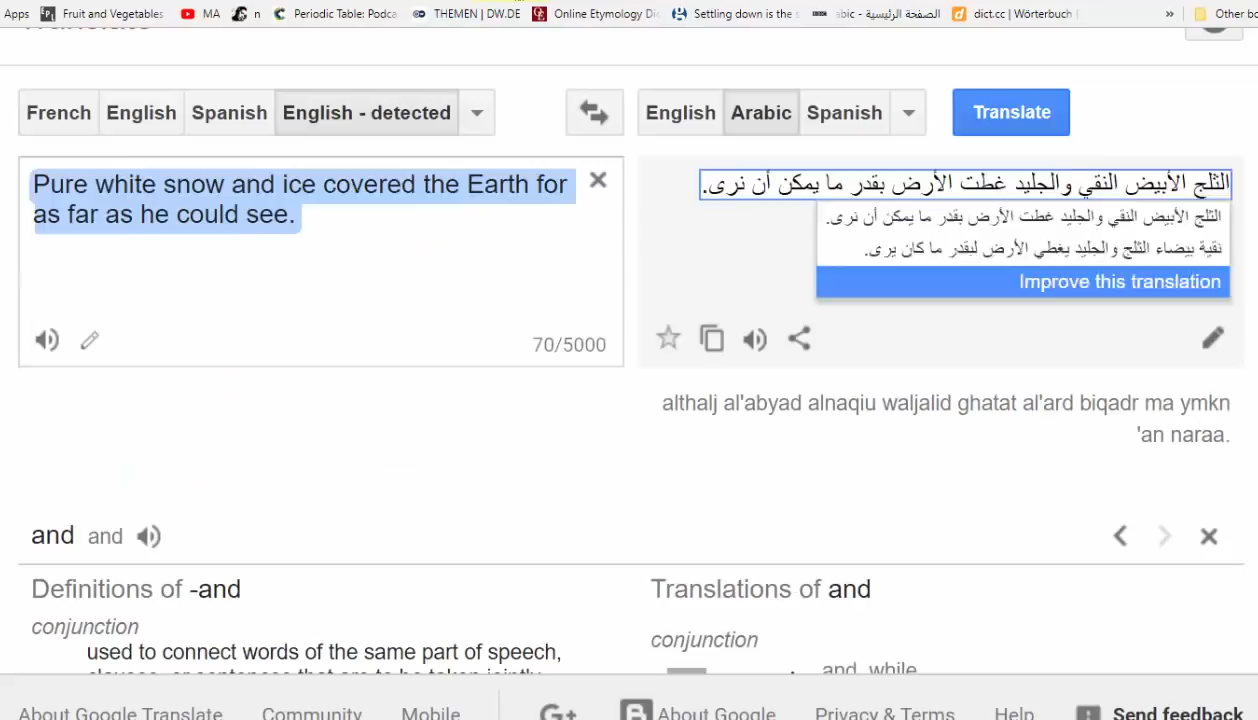 Apps Fruit and Vegetables MA n Periodic Table: Podca THEMEN | DW.DE Online Etymology Di Settling down is the الصفحة الرئيسية - abic dict.cc | Wörterbuch » Other bo
French English Spanish English - detected English Arabic Spanish Translate
Pure white snow and ice covered the Earth for
as far as he could see.
70/5000
الثلج الأبيض النقي والجليد غطت الأرض بقدر ما يمكن أن نرى.
الثلج الأبيض النقي والجليد غطت الأرض بقدر ما يمكن أن نرى.
نقية بيضاء الثلج والجليد يغطي الأرض لبقدر ما كان يرى.
Improve this translation
althalj al'abyad alnaqiu waljalid ghatat al'ard biqadr ma ymkn
'an naraa.
and and
Definitions of -and
conjunction
used to connect words of the same part of speech,
Translations of and
conjunction
and, while
About Google Translate Community Mobile G+ B About Google Privacy & Terms Help Send feedback